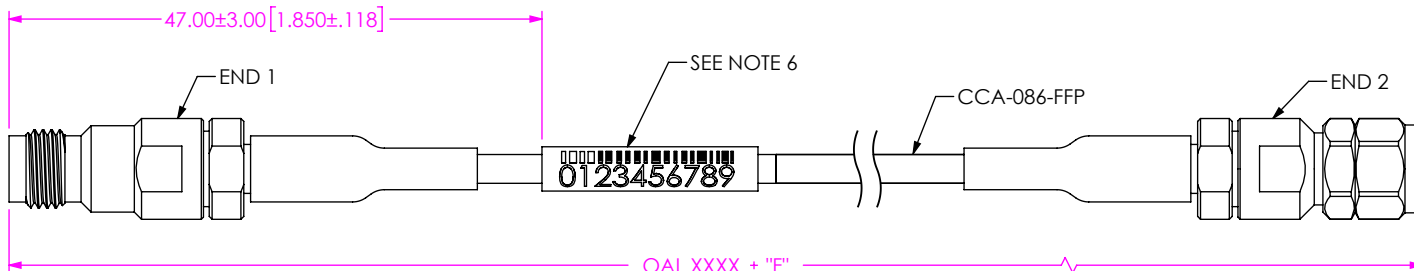 47.00±3.00[1.850±.118]
END 1
SEE NOTE 6
CCA-086-FFP
END 2
0123456789
OAL XXXX ± "F"